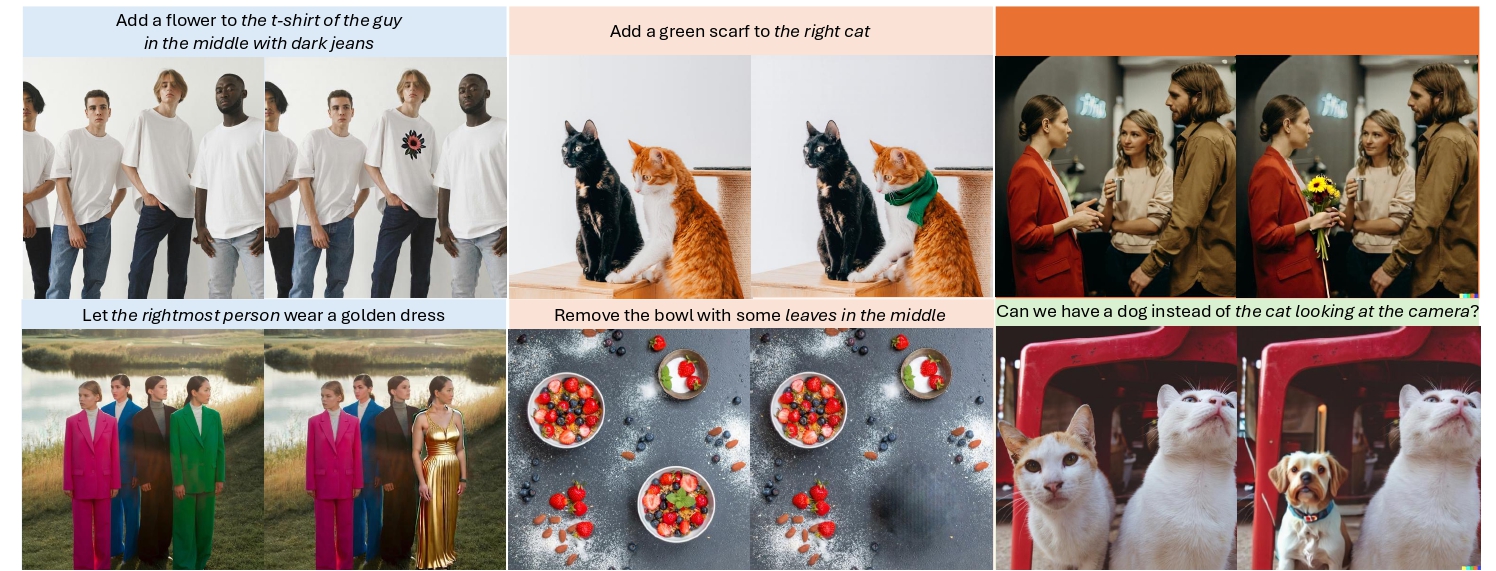 Add a flower to the t-shirt of the guy
in the middle with dark jeans
Add a green scarf to the right cat
Let the rightmost person wear a golden dress
Remove the bowl with some leaves in the middle
Can we have a dog instead of the cat looking at the camera?